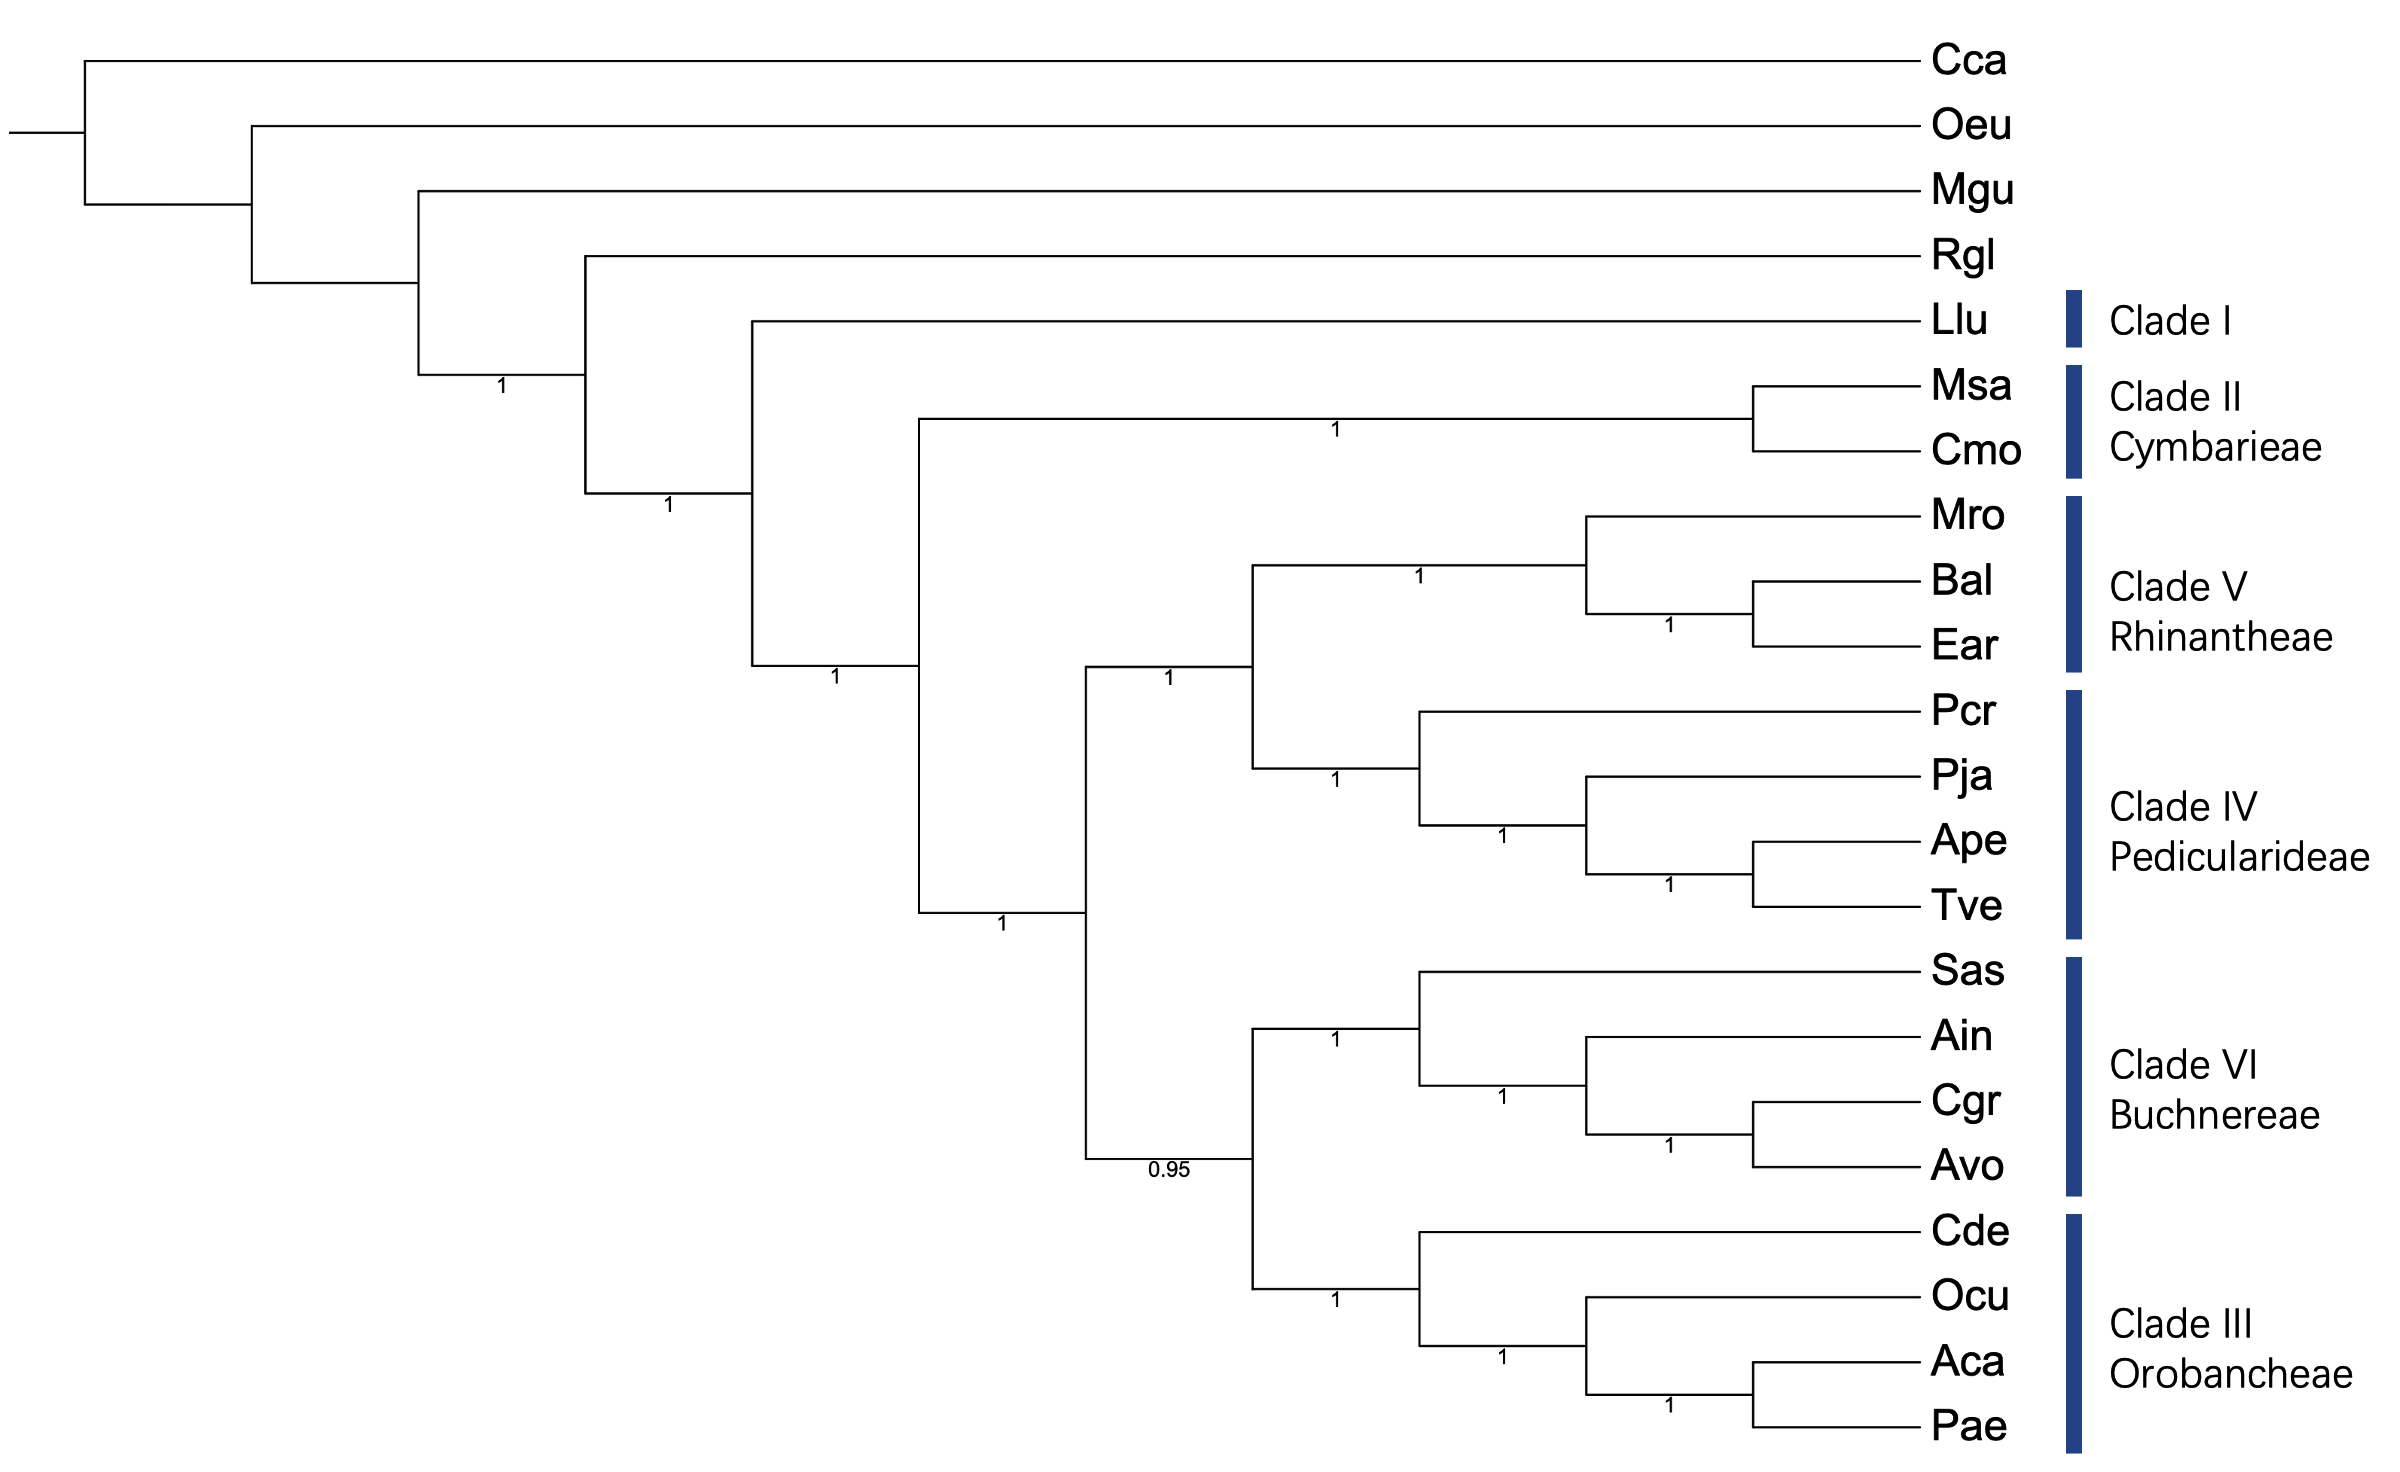 Cca
Oeu
Mgu
Rgl
Llu
Clade I
1
Msa
Clade II
1
Cmo
Cymbarieae
1
Mro
1
Bal
Clade V
1
Ear
Rhinantheae
1
1
Pcr
1
Pja
Clade IV
1
Ape
Pedicularideae
1
Tve
1
Sas
1
Ain
Clade VI
1
Cgr
Buchnereae
1
Avo
0.95
Cde
1
Ocu
Clade III
1
Aca
Orobancheae
1
Pae